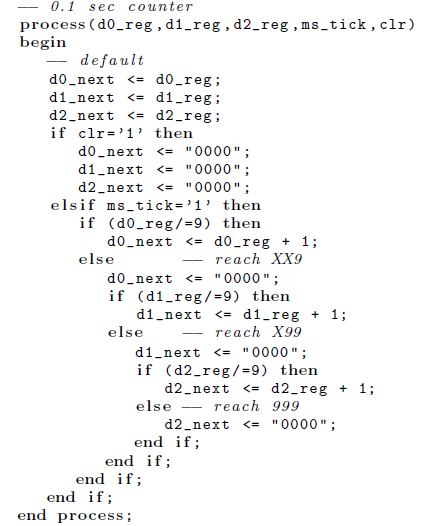 — 0.1 sec counter
process(d0_reg,d1_reg,d2_reg,ms_tick,clr)
begin
— default
d0_next <= d0_reg;
d1_next <= d1_reg;
d2_next <= d2_reg;
if clr='1' then
d0_next <= "0000";
d1_next <= "0000";
d2_next <= "0000";
elsif ms_tick='1' then
if (d0_reg/=9) then
d0_next <= d0_reg + 1;
else — reach XX9
d0_next <= "0000";
if (d1_reg/=9) then
d1_next <= d1_reg + 1;
else — reach X99
d1_next <= "0000";
if (d2_reg/=9) then
d2_next <= d2_reg + 1;
else — reach 999
d2_next <= "0000";
end if;
end if;
end if;
end if;
end process;